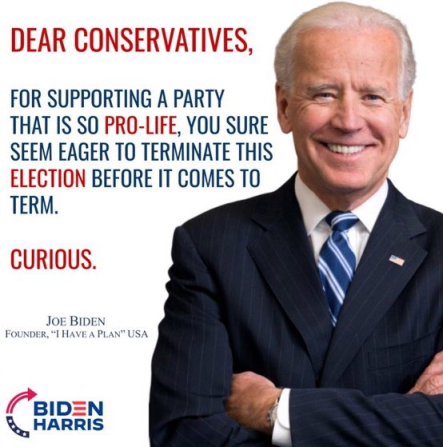 DEAR CONSERVATIVES,
FOR SUPPORTING A PARTY
THAT IS SO PRO-LIFE, YOU SURE
SEEM EAGER TO TERMINATE THIS
ELECTION BEFORE IT COMES TO
TERM.
CURIOUS.
JOE BIDEN
FOUNDER, “I HAVE A PLAN” USA
BIDEN
HARRIS